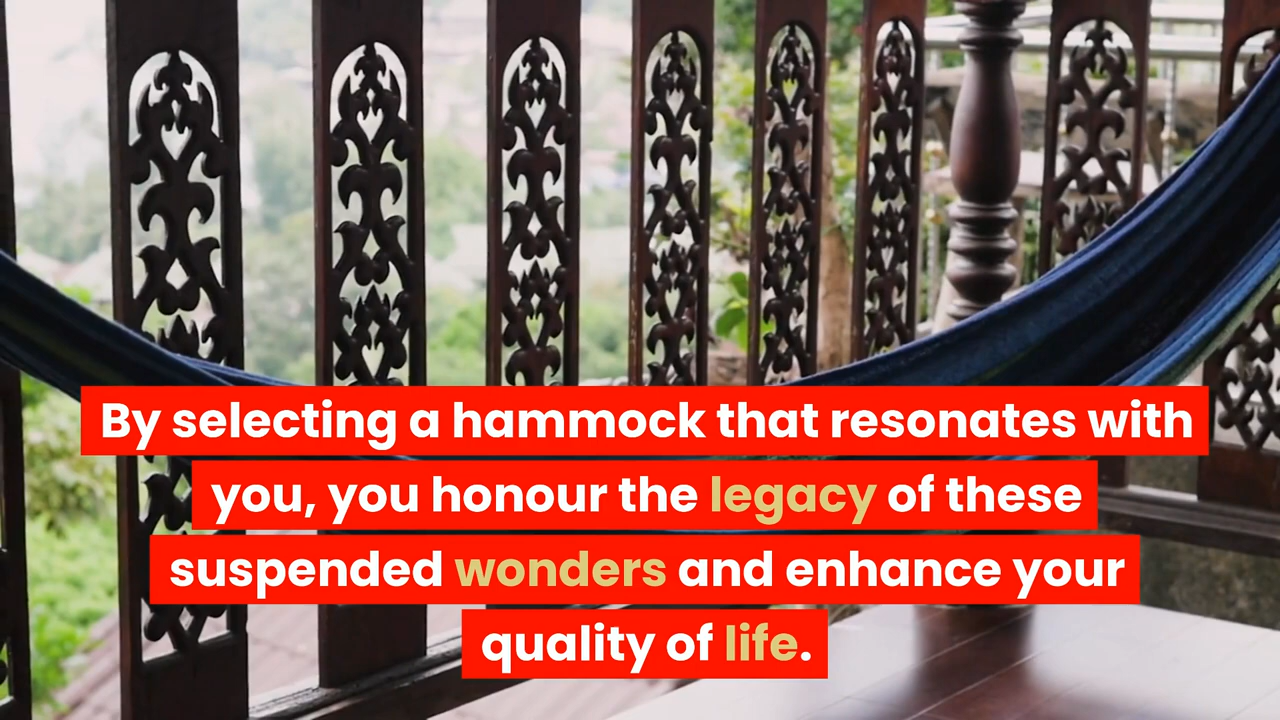 By selecting a hammock that resonates with
you, you honour the legacy of these
suspended wonders and enhance your
quality of life.